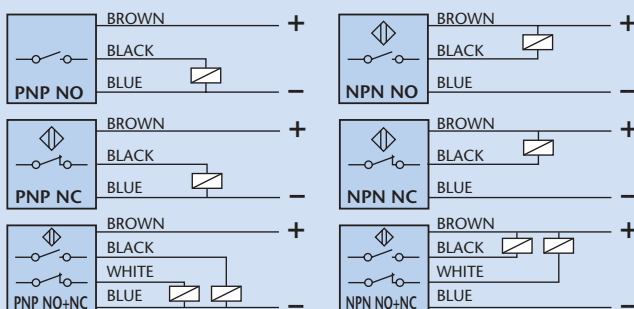 BROWN +
BLACK
BLUE −
PNP NO
BROWN +
BLACK
BLUE −
NPN NO
BROWN +
BLACK
BLUE −
PNP NC
BROWN +
BLACK
BLUE −
NPN NC
BROWN +
BLACK
WHITE
BLUE −
PNP NO+NC
BROWN +
BLACK
WHITE
BLUE −
NPN NO+NC